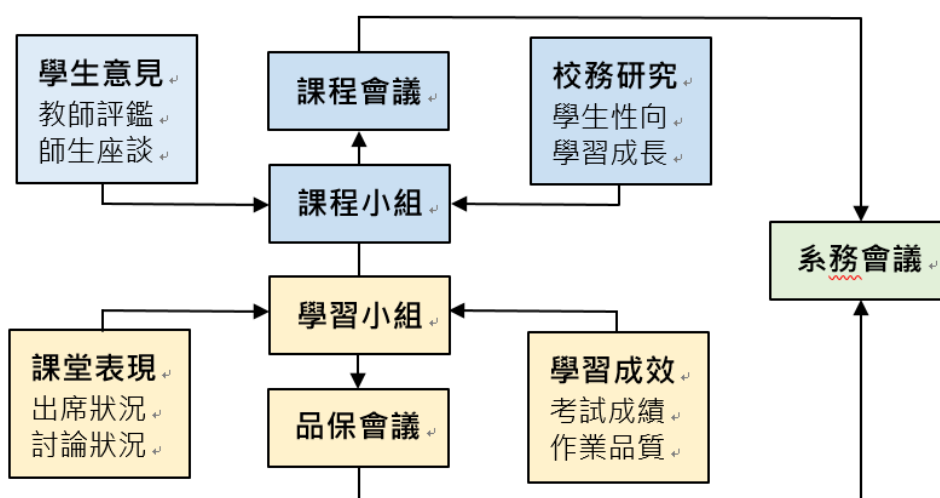 學生意見
教師評鑑
師生座談
課程會議
校務研究
學生性向
學習成長
課程小組
系務會議
學習小組
課堂表現
出席狀況
討論狀況
品保會議
學習成效
考試成績
作業品質